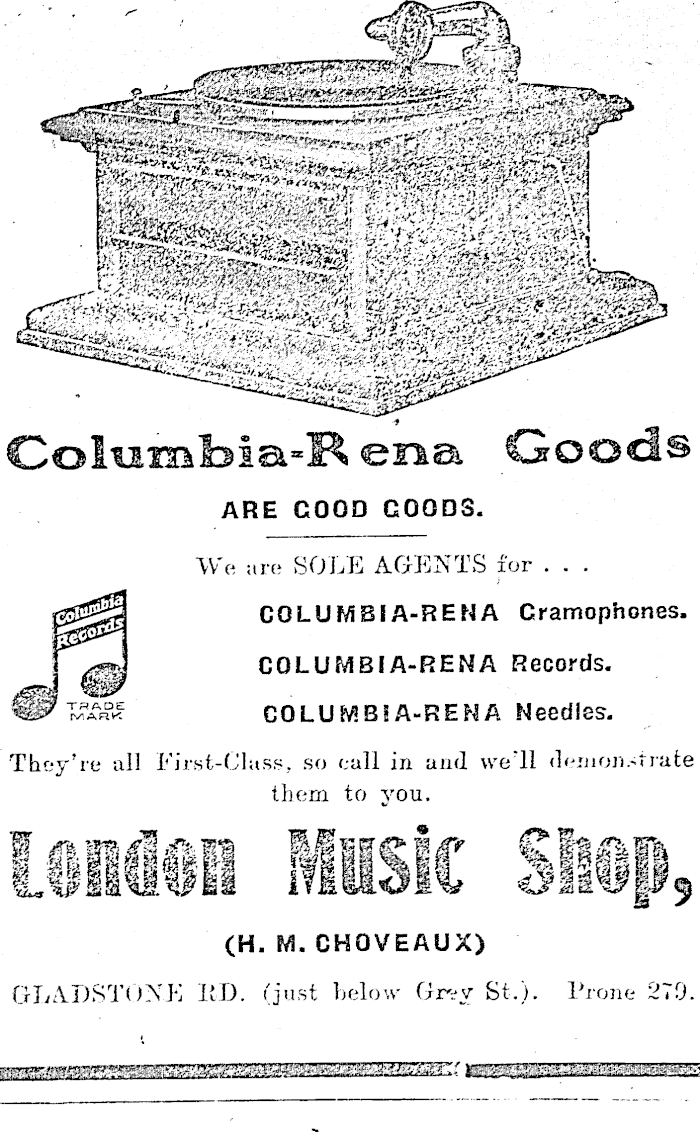 Columbia-Rena Goods
ARE GOOD GOODS.
We are SOLE AGENTS for . . .
Columbia
Records
TRADE
MARK
COLUMBIA-RENA Gramophones.
COLUMBIA-RENA Records.
COLUMBIA-RENA Needles.
They're all First-Class, so call in and we'll demonstrate
them to you.
London Music Shop,
(H. M. CHOVEAUX)
GLADSTONE RD. (just below Grey St.). Phone 279.